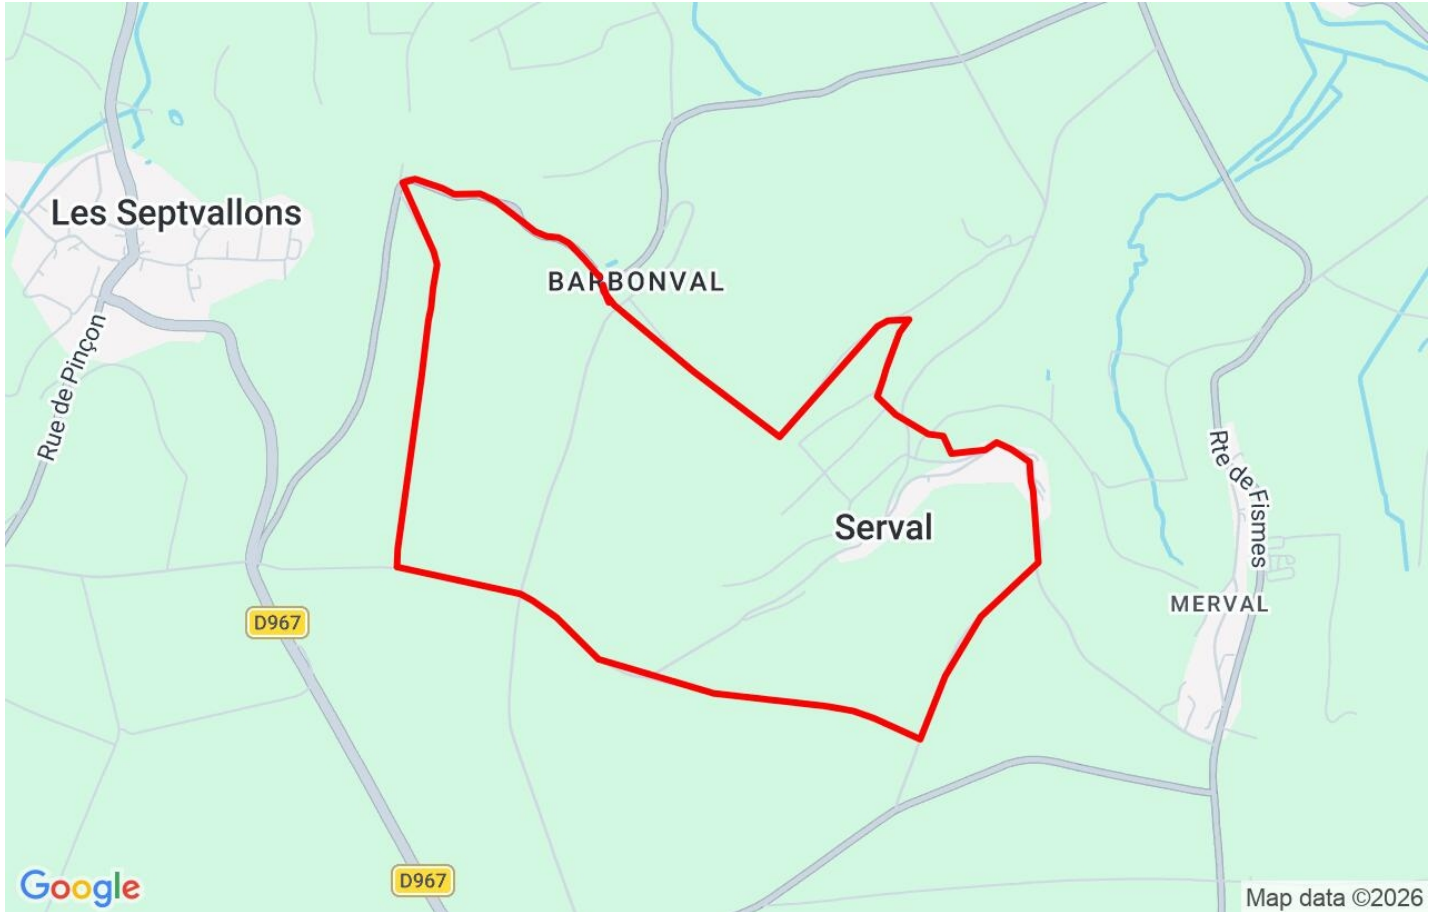 Les Septvallons
BARBONVAL
Rue de Pinçon
Rte de Fismes
Serval
MERVAL
D967
D967
Google
Map data ©2026